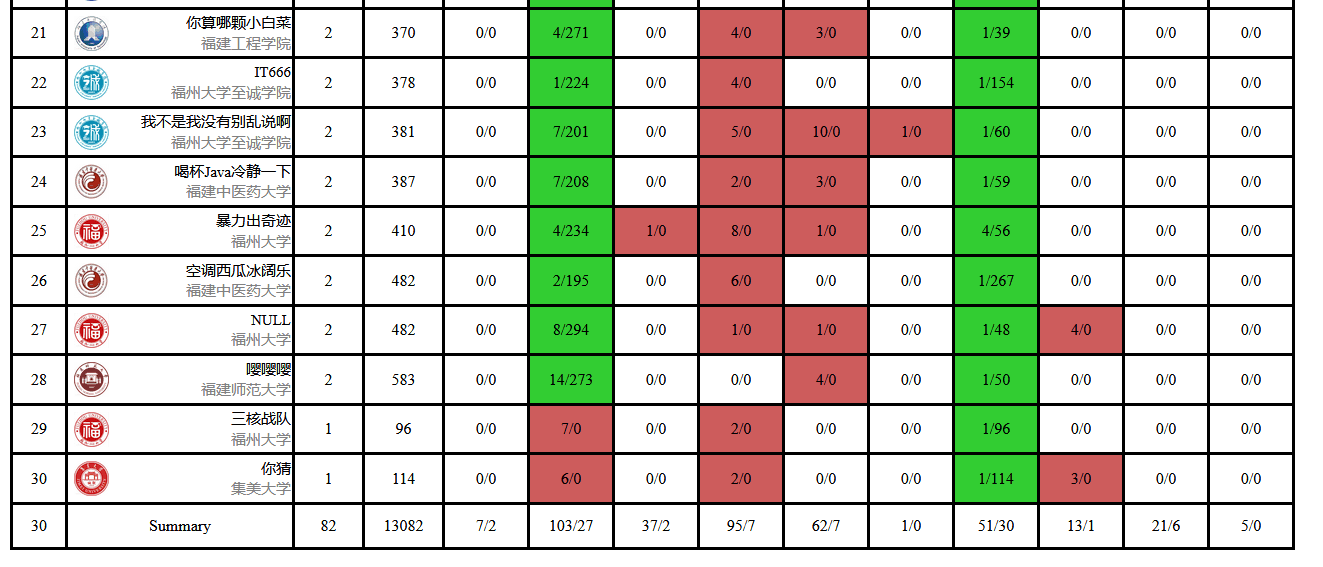 21 你算哪颗小白菜 2 370 0/0 4/271 0/0 4/0 3/0 0/0 1/39 0/0 0/0 0/0
福建工程学院
22 IT666 2 378 0/0 1/224 0/0 4/0 0/0 0/0 1/154 0/0 0/0 0/0
福州大学至诚学院
23 我不是我没有别乱说啊 2 381 0/0 7/201 0/0 5/0 10/0 1/0 1/60 0/0 0/0 0/0
福州大学至诚学院
24 喝杯Java冷静一下 2 387 0/0 7/208 0/0 2/0 3/0 0/0 1/59 0/0 0/0 0/0
福建中医药大学
25 暴力出奇迹 2 410 0/0 4/234 1/0 8/0 1/0 0/0 4/56 0/0 0/0 0/0
福州大学
26 空调西瓜冰阔乐 2 482 0/0 2/195 0/0 6/0 0/0 0/0 1/267 0/0 0/0 0/0
福建中医药大学
27 NULL 2 482 0/0 8/294 0/0 1/0 1/0 0/0 1/48 4/0 0/0 0/0
福州大学
28 嘤嘤嘤 2 583 0/0 14/273 0/0 0/0 4/0 0/0 1/50 0/0 0/0 0/0
福建师范大学
29 三核战队 1 96 0/0 7/0 0/0 2/0 0/0 0/0 1/96 0/0 0/0 0/0
福州大学
30 你猜 1 114 0/0 6/0 0/0 2/0 0/0 0/0 1/114 3/0 0/0 0/0
集美大学
30 Summary 82 13082 7/2 103/27 37/2 95/7 62/7 1/0 51/30 13/1 21/6 5/0